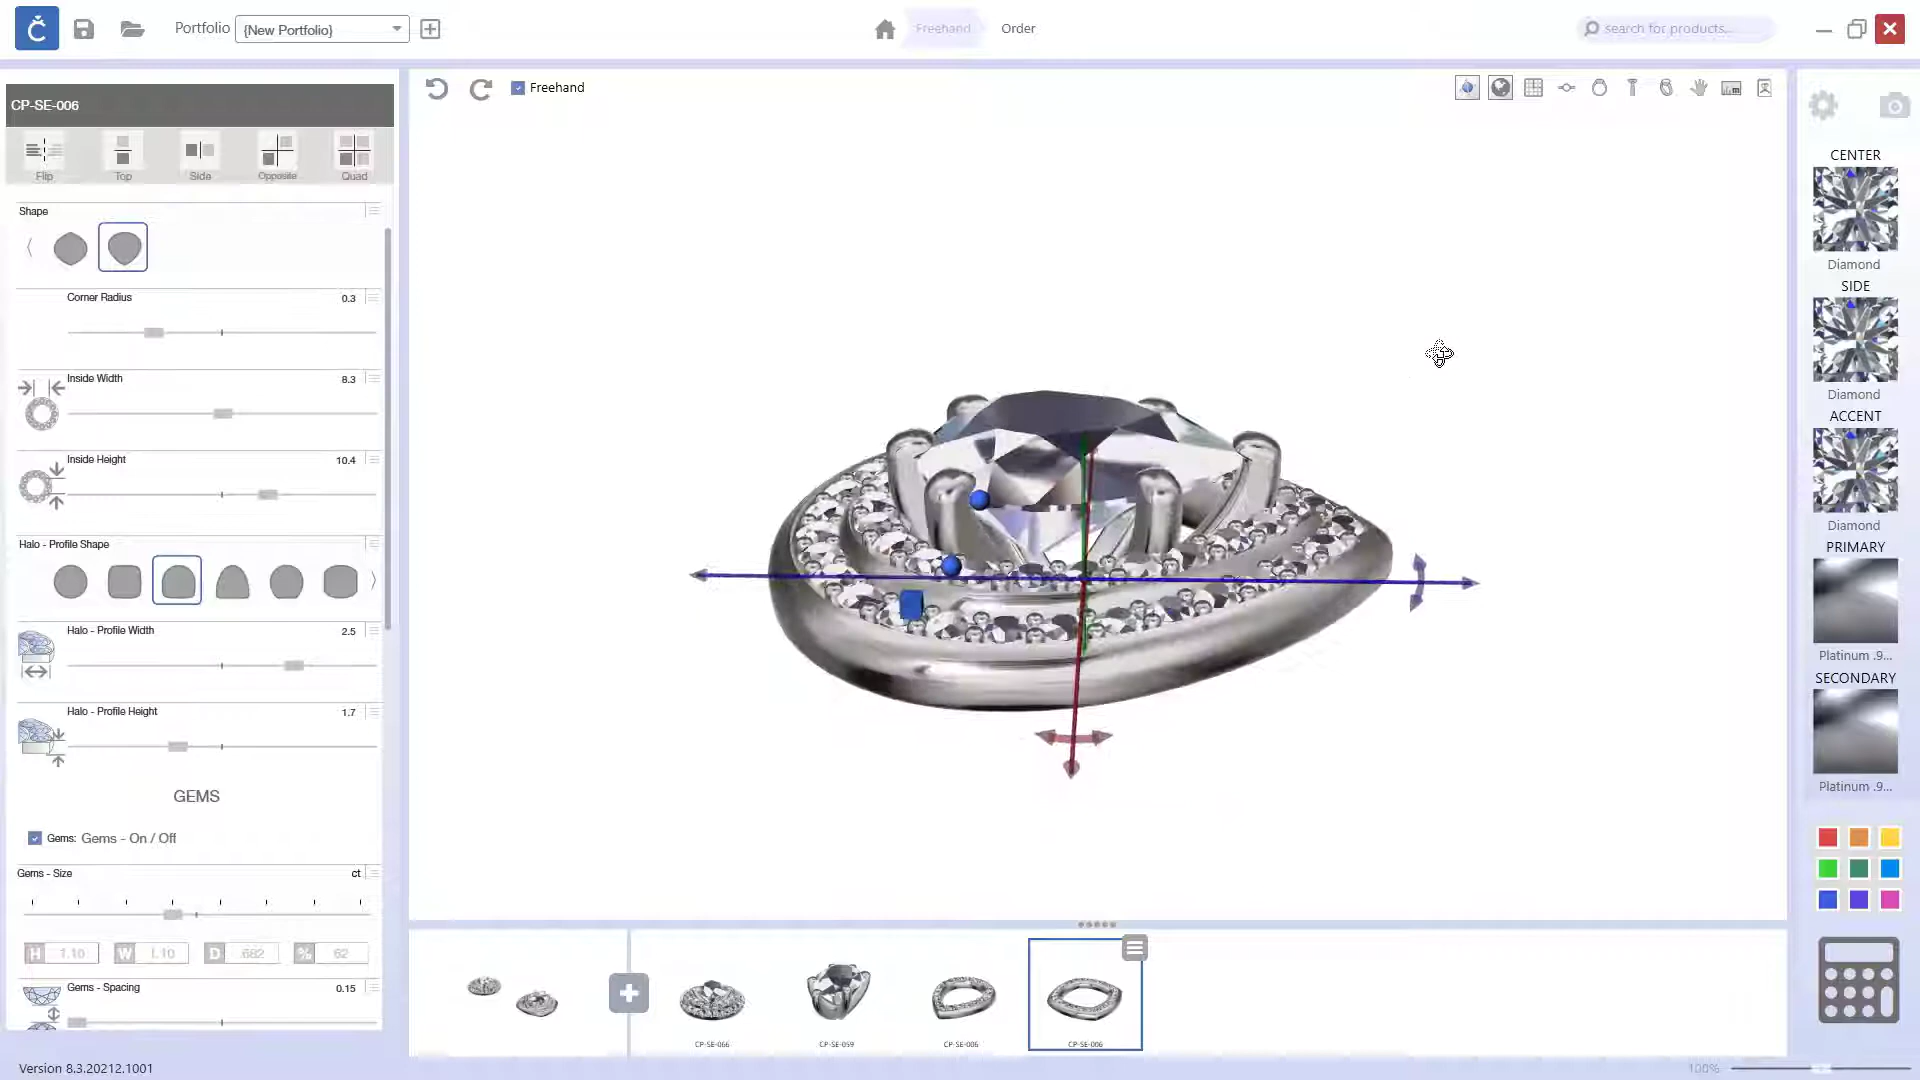 Č
Portfolio
{New Portfolio}
Freehand
Order
search for products...
CP-SE-006
Flip
Top
Side
Opposite
Quad
Shape
Corner Radius
0.3
Inside Width
8.3
Inside Height
10.4
Halo - Profile Shape
Halo - Profile Width
2.5
Halo - Profile Height
1.7
GEMS
Gems: Gems - On / Off
Gems - Size
ct
H 1.10 W 1.10 D .682 % 62
Gems - Spacing
0.15
Version 8.3.20212.1001
Freehand
CP-SE-066
CP-SE-059
CP-SE-006
CP-SE-006
CENTER
Diamond
SIDE
Diamond
ACCENT
Diamond
PRIMARY
Platinum .9...
SECONDARY
Platinum .9...
100%